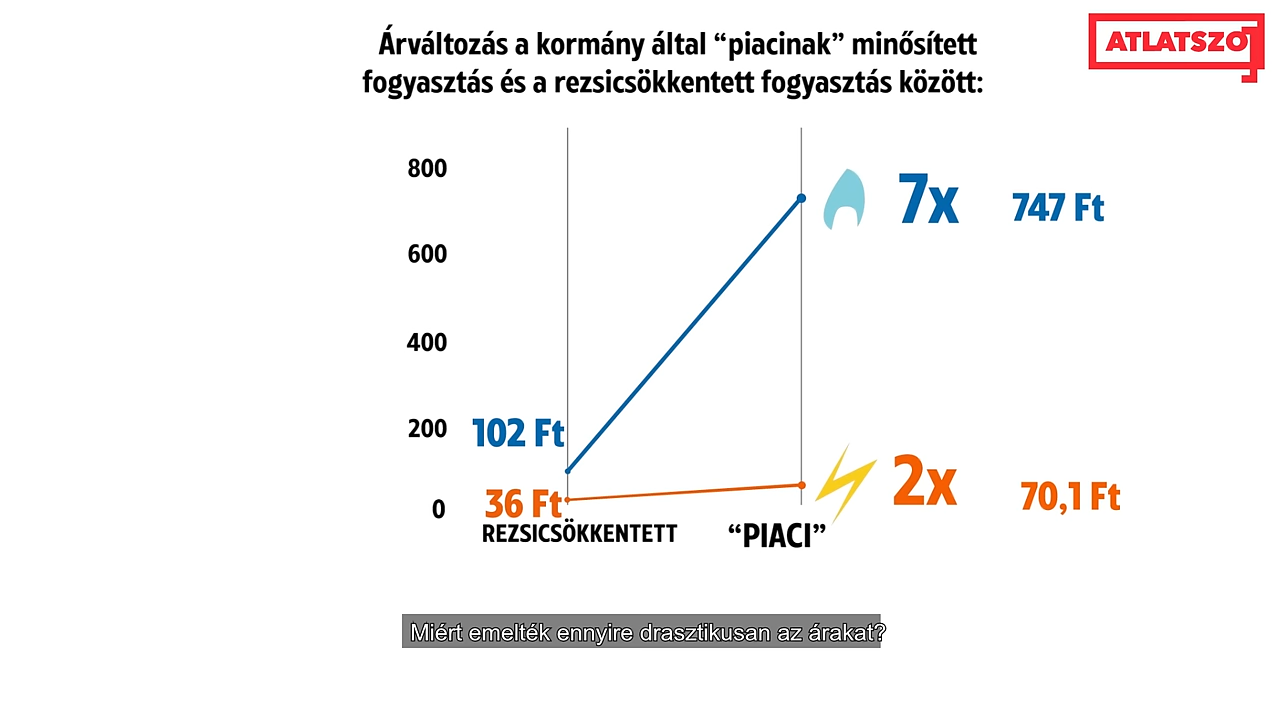 Árváltozás a kormány által “piacinak” minősített
fogyasztás és a rezsicsökkentett fogyasztás között:
ATLATSZO
800
600
400
200
0
7x
747 Ft
102 Ft
36 Ft
2x
70,1 Ft
REZSICSÖKKENTETT
“PIACI”
Miért emelték ennyire drasztikusan az árakat?